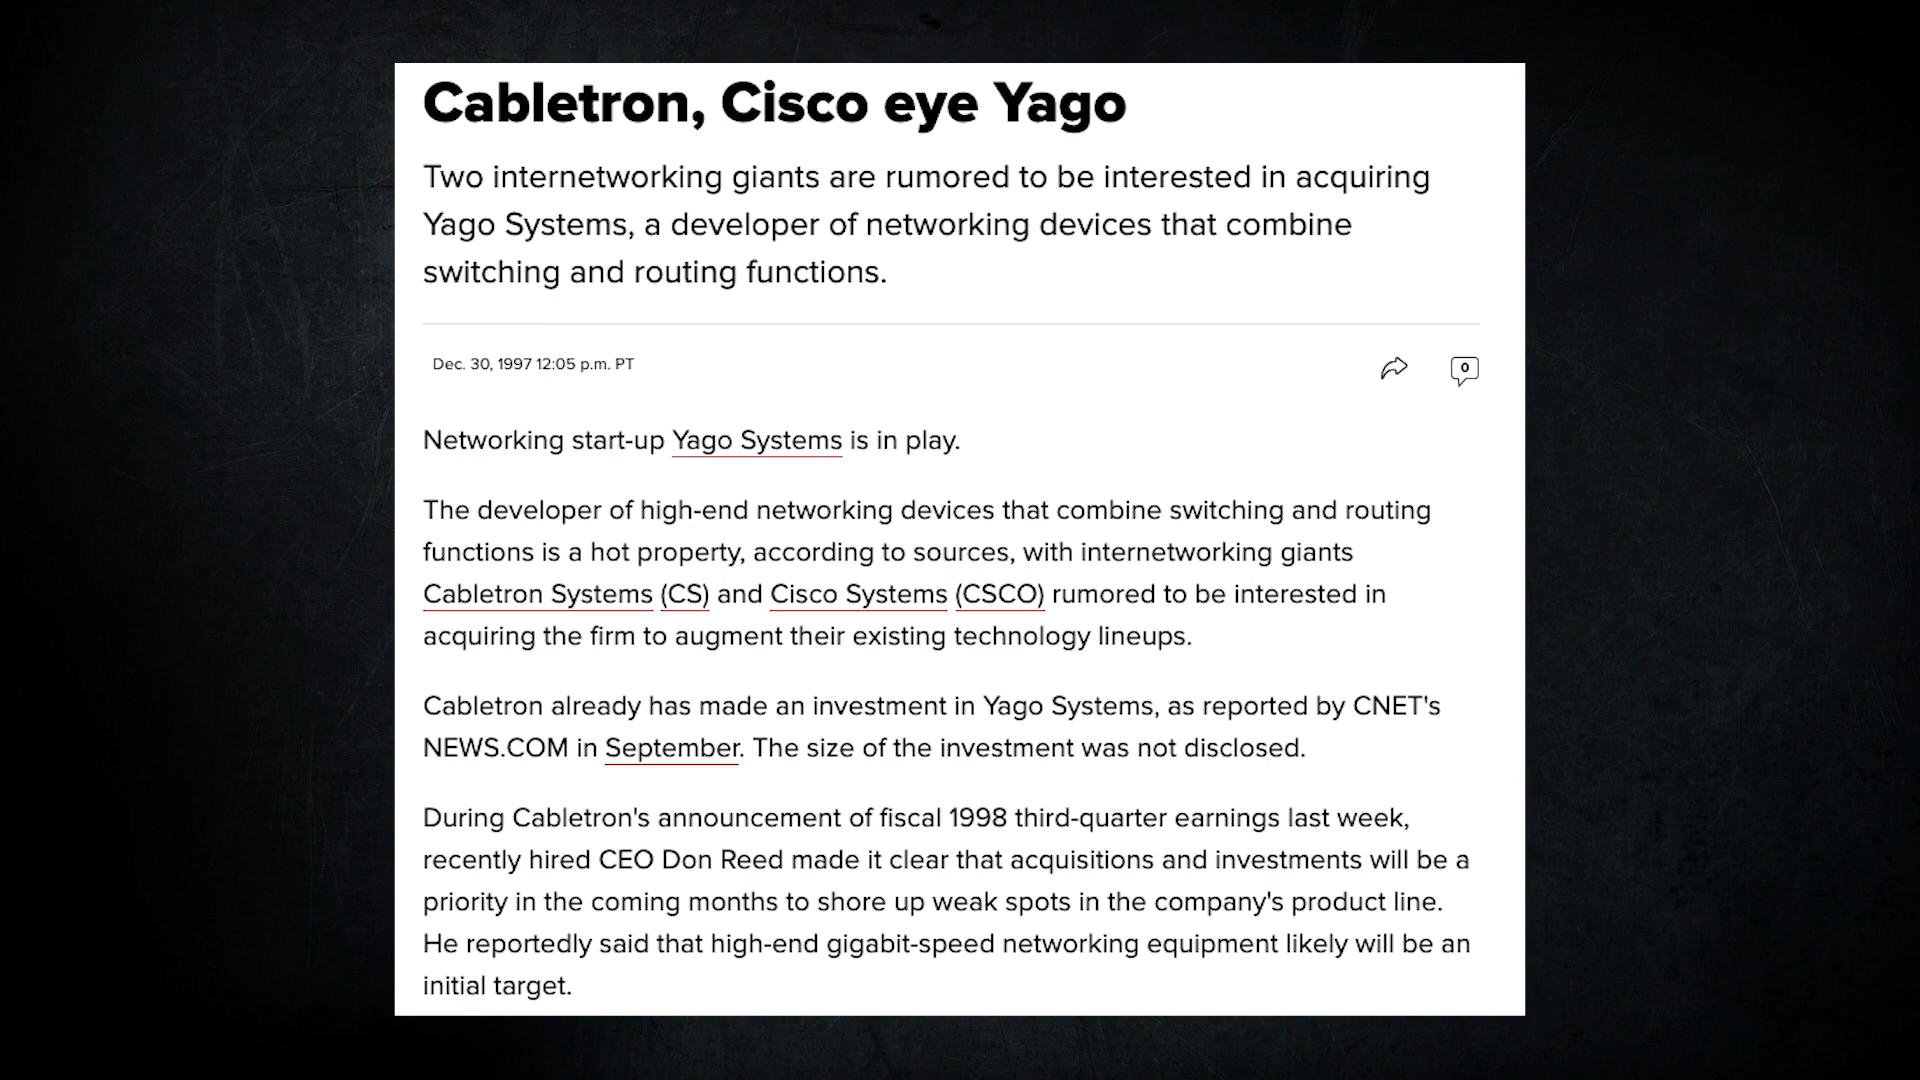 Cabletron, Cisco eye Yago
Two internetworking giants are rumored to be interested in acquiring
Yago Systems, a developer of networking devices that combine
switching and routing functions.
Dec. 30, 1997 12:05 p.m. PT
0
Networking start-up Yago Systems is in play.
The developer of high-end networking devices that combine switching and routing
functions is a hot property, according to sources, with internetworking giants
Cabletron Systems (CS) and Cisco Systems (CSCO) rumored to be interested in
acquiring the firm to augment their existing technology lineups.
Cabletron already has made an investment in Yago Systems, as reported by CNET's
NEWS.COM in September. The size of the investment was not disclosed.
During Cabletron's announcement of fiscal 1998 third-quarter earnings last week,
recently hired CEO Don Reed made it clear that acquisitions and investments will be a
priority in the coming months to shore up weak spots in the company's product line.
He reportedly said that high-end gigabit-speed networking equipment likely will be an
initial target.